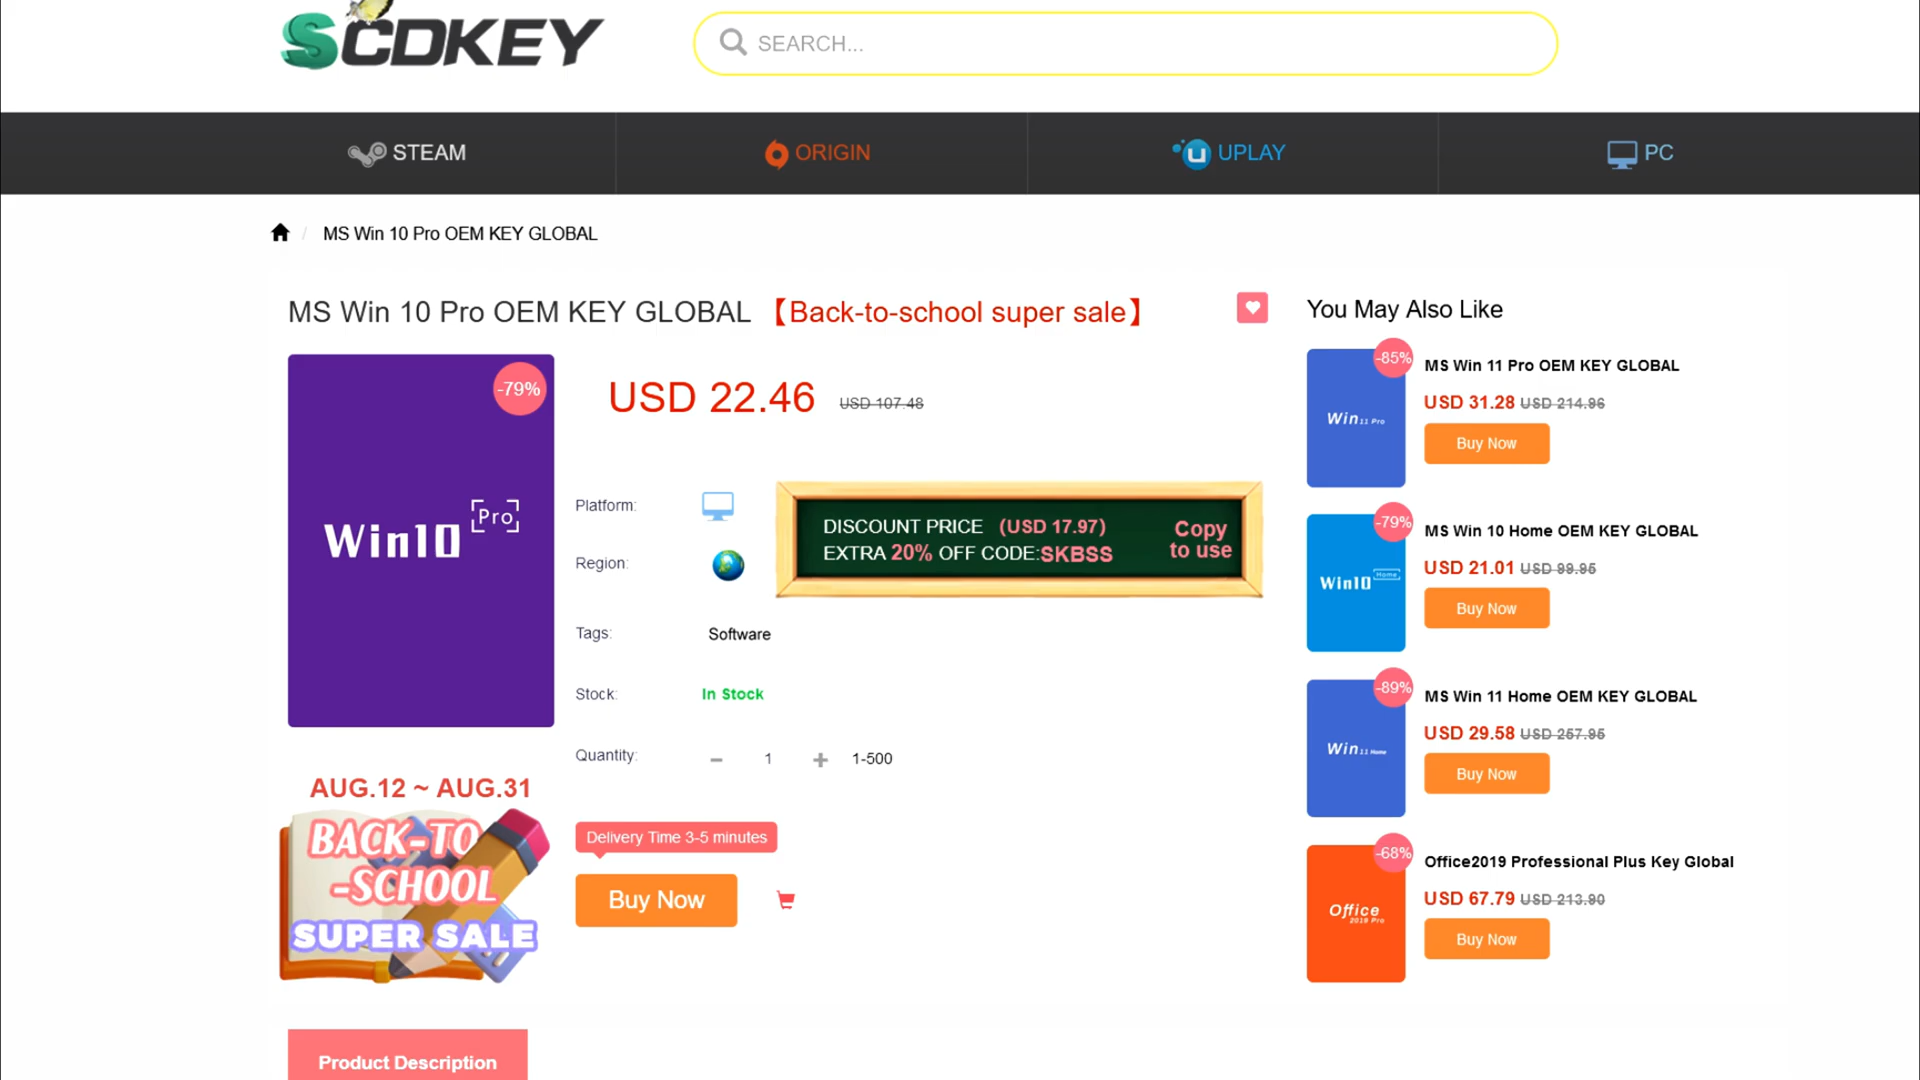 SCDKEY
SEARCH...
STEAM
ORIGIN
UPLAY
PC
/ MS Win 10 Pro OEM KEY GLOBAL
MS Win 10 Pro OEM KEY GLOBAL 【Back-to-school super sale】
-79%
Win10 Pro
USD 22.46 USD 107.48
Platform:
DISCOUNT PRICE (USD 17.97)
EXTRA 20% OFF CODE:SKBSS
Copy
to use
Region:
Tags: Software
Stock: In Stock
Quantity: − 1 + 1-500
AUG.12 ~ AUG.31
BACK-TO
-SCHOOL
SUPER SALE
Delivery Time 3-5 minutes
Buy Now
You May Also Like
-85%
Win 11 Pro
MS Win 11 Pro OEM KEY GLOBAL
USD 31.28 USD 214.96
Buy Now
-79%
Win10 Home
MS Win 10 Home OEM KEY GLOBAL
USD 21.01 USD 99.95
Buy Now
-89%
Win 11 Home
MS Win 11 Home OEM KEY GLOBAL
USD 29.58 USD 257.95
Buy Now
-68%
Office
2019 Pro
Office2019 Professional Plus Key Global
USD 67.79 USD 213.90
Buy Now
Product Description